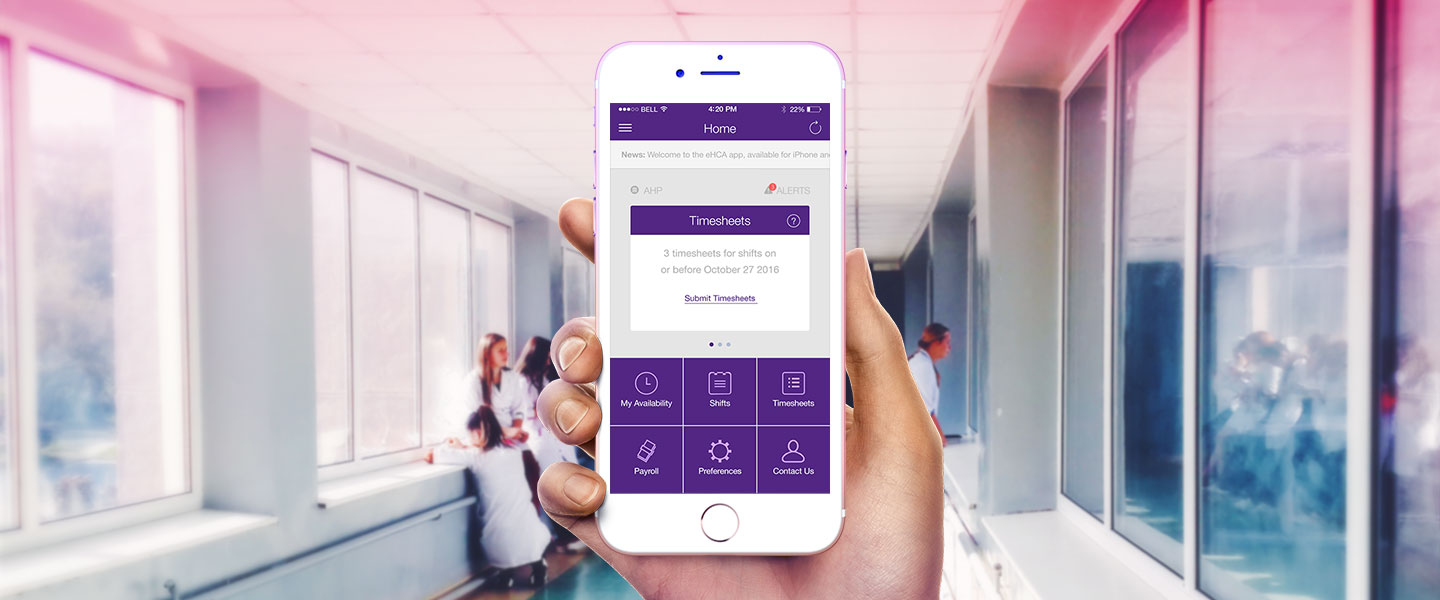 BELL 4:20 PM 22%
Home
News: Welcome to the eHCA app, available for iPhone and
AHP ALERTS
3
Timesheets ?
3 timesheets for shifts on
or before October 27 2016
Submit Timesheets
My Availability Shifts Timesheets
Payroll Preferences Contact Us